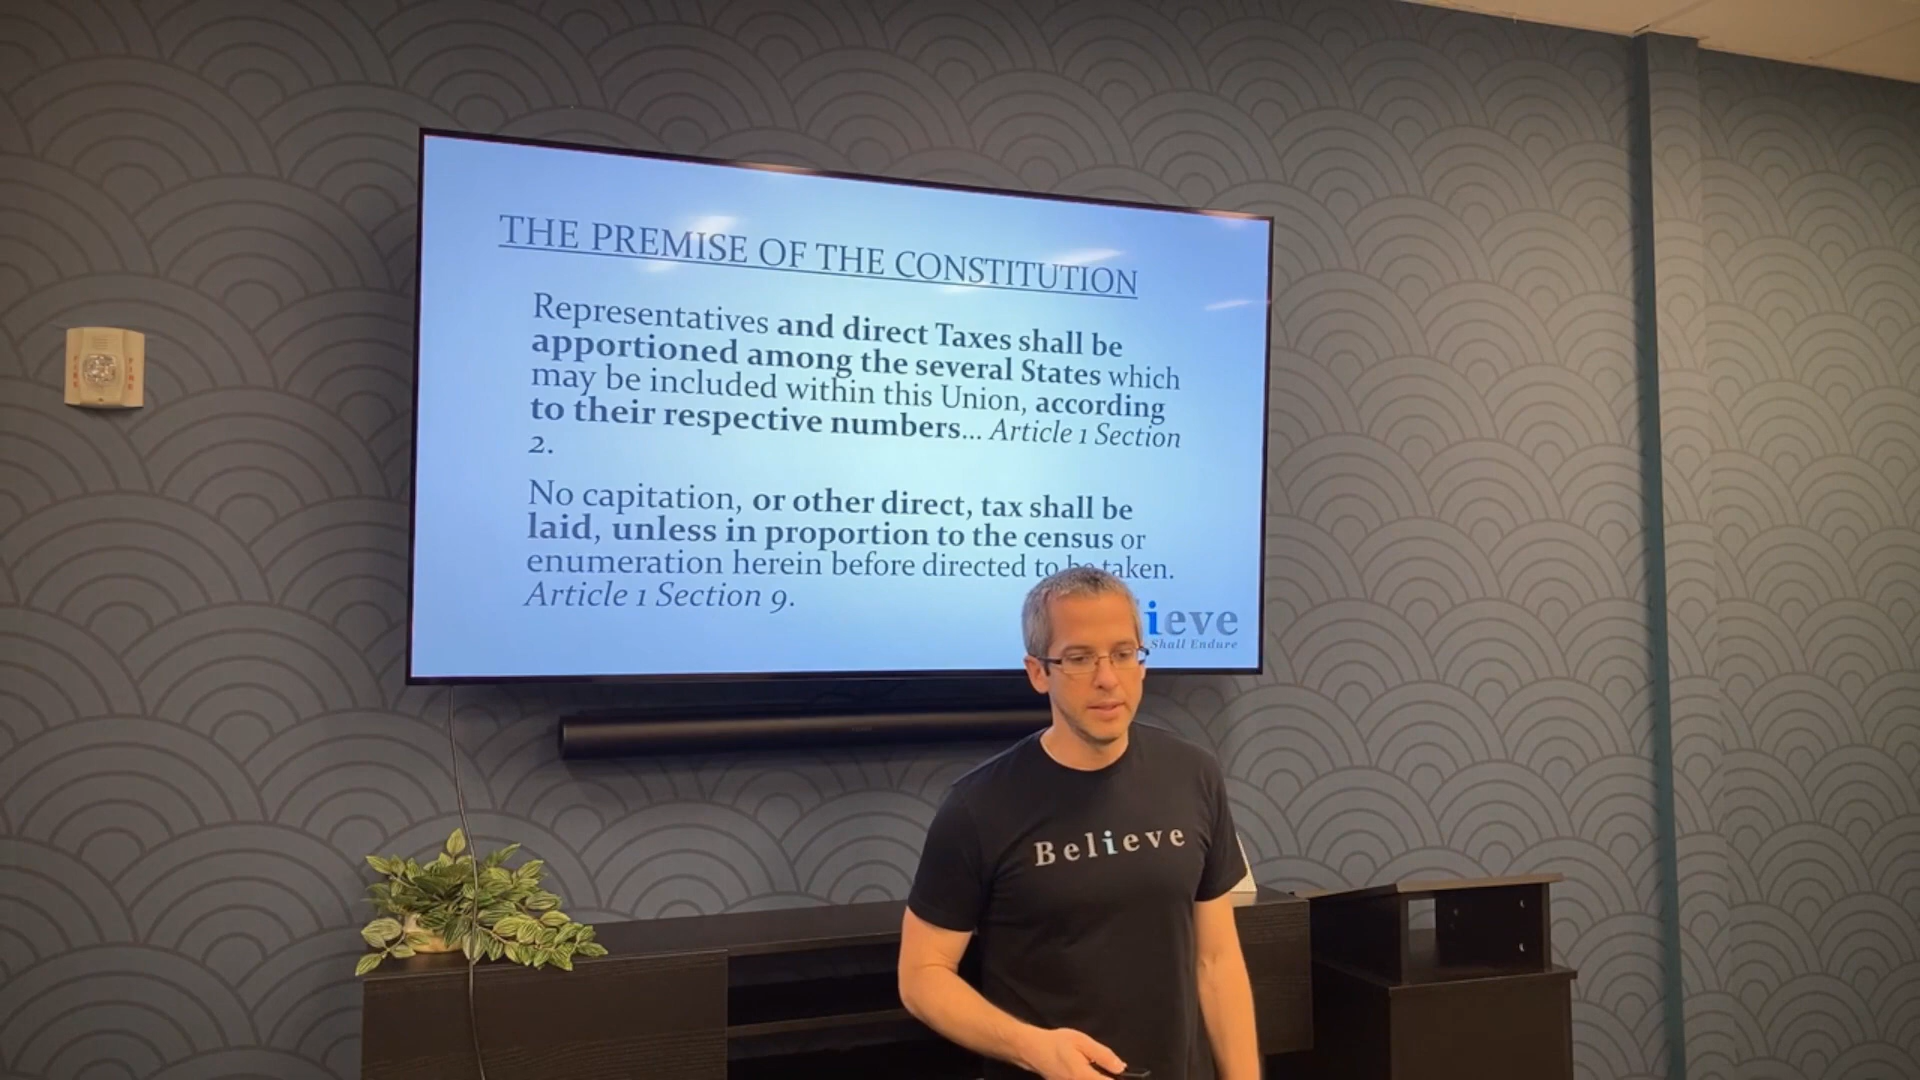 THE PREMISE OF THE CONSTITUTION
Representatives and direct Taxes shall be
apportioned among the several States which
may be included within this Union, according
to their respective numbers... Article 1 Section
2.
No capitation, or other direct, tax shall be
laid, unless in proportion to the census or
enumeration herein before directed to be taken.
Article 1 Section 9.
ieve
Shall Endure
Believe
FIRE
FIRE